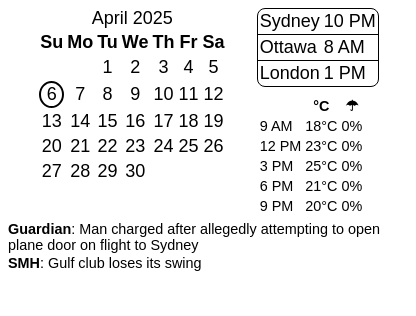 April 2025
Su Mo Tu We Th Fr Sa
1 2 3 4 5
6 7 8 9 10 11 12
13 14 15 16 17 18 19
20 21 22 23 24 25 26
27 28 29 30
Sydney 10 PM
Ottawa 8 AM
London 1 PM
°C ☂
9 AM 18°C 0%
12 PM 23°C 0%
3 PM 25°C 0%
6 PM 21°C 0%
9 PM 20°C 0%
Guardian: Man charged after allegedly attempting to open
plane door on flight to Sydney
SMH: Gulf club loses its swing